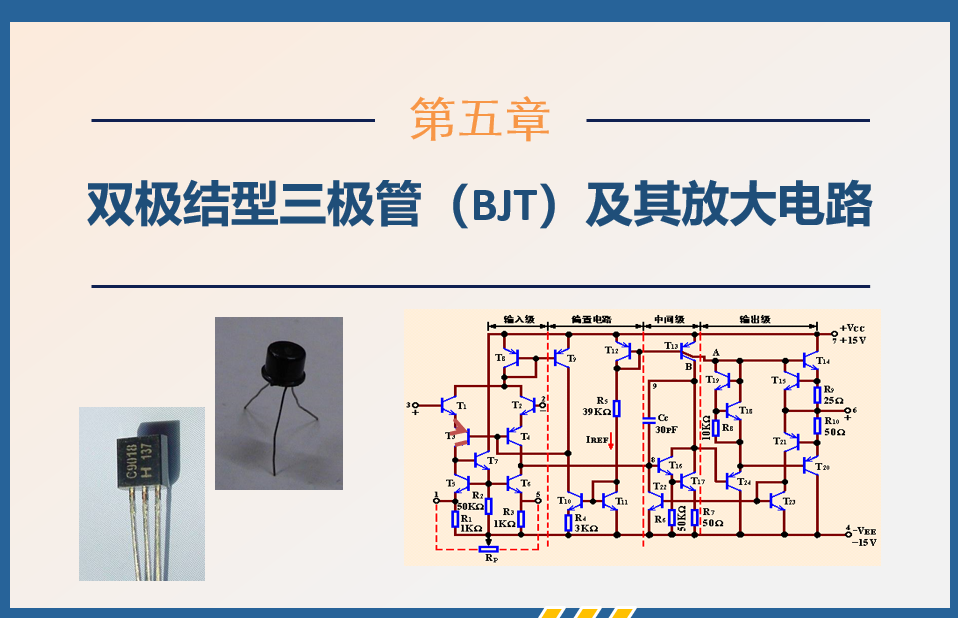 第五章
双极结型三极管（BJT）及其放大电路
C9018
H 137
输入级
偏置电路
中间级
输出级
+VCC
7 +15V
T8
T9
T12
T13
A
B
T14
T19
T15
R9
25Ω
3
+
T1
T2
2
−
R5
39KΩ
9
Cc
30pF
T18
10KΩ
R8
6
+
R10
50Ω
T3
T4
IREF
T21
T7
8
T16
T20
T5
T6
T17
T24
1
R2
50KΩ
5
T10
T11
T22
T23
R1
1KΩ
R3
1KΩ
R4
3KΩ
R6
50KΩ
R7
50Ω
4
−VEE
−15V
RP